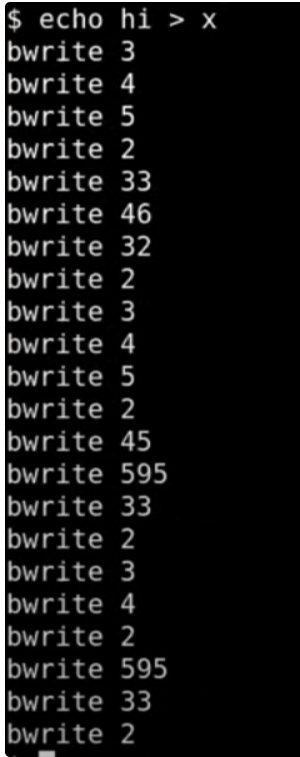 $ echo hi > x
bwrite 3
bwrite 4
bwrite 5
bwrite 2
bwrite 33
bwrite 46
bwrite 32
bwrite 2
bwrite 3
bwrite 4
bwrite 5
bwrite 2
bwrite 45
bwrite 595
bwrite 33
bwrite 2
bwrite 3
bwrite 4
bwrite 2
bwrite 595
bwrite 33
bwrite 2